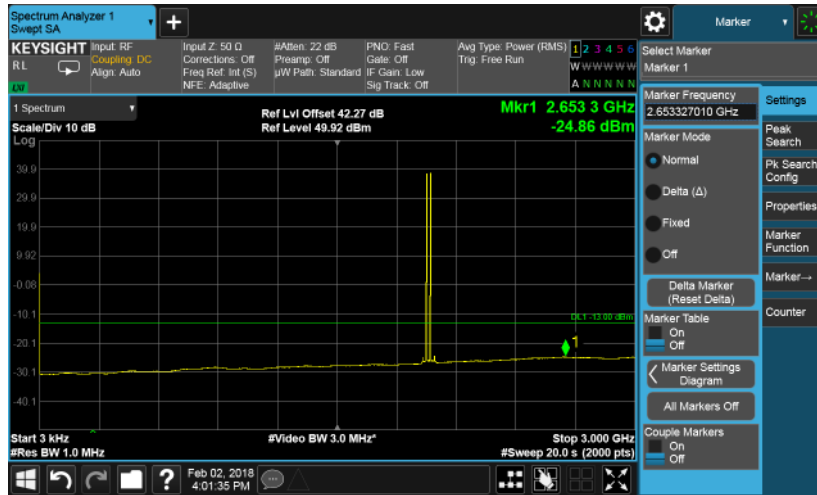 Spectrum Analyzer 1
Swept SA
+
Marker
KEYSIGHT
RL
LXI
Input: RF
Coupling: DC
Align: Auto
Input Z: 50 Ω
Corrections: Off
Freq Ref: Int (S)
NFE: Adaptive
#Atten: 22 dB
Preamp: Off
µW Path: Standard
PNO: Fast
Gate: Off
IF Gain: Low
Sig Track: Off
Avg Type: Power (RMS)
Trig: Free Run
1 2 3 4 5 6
W W W W W W
A N N N N N
Select Marker
Marker 1
1 Spectrum
Scale/Div 10 dB
Log
Ref Lvl Offset 42.27 dB
Ref Level 49.92 dBm
Mkr1 2.653 3 GHz
-24.86 dBm
39.9
29.9
19.9
9.92
-0.08
-10.1
-20.1
-30.1
-40.1
DL1 -13.00 dBm
1
Start 3 kHz
#Res BW 1.0 MHz
#Video BW 3.0 MHz*
Stop 3.000 GHz
#Sweep 20.0 s (2000 pts)
Marker Frequency
2.653327010 GHz
Marker Mode
Normal
Delta (Δ)
Fixed
Off
Delta Marker
(Reset Delta)
Marker Table
On
Off
Marker Settings
Diagram
All Markers Off
Couple Markers
On
Off
Settings
Peak
Search
Pk Search
Config
Properties
Marker
Function
Marker→
Counter
?
Feb 02, 2018
4:01:35 PM